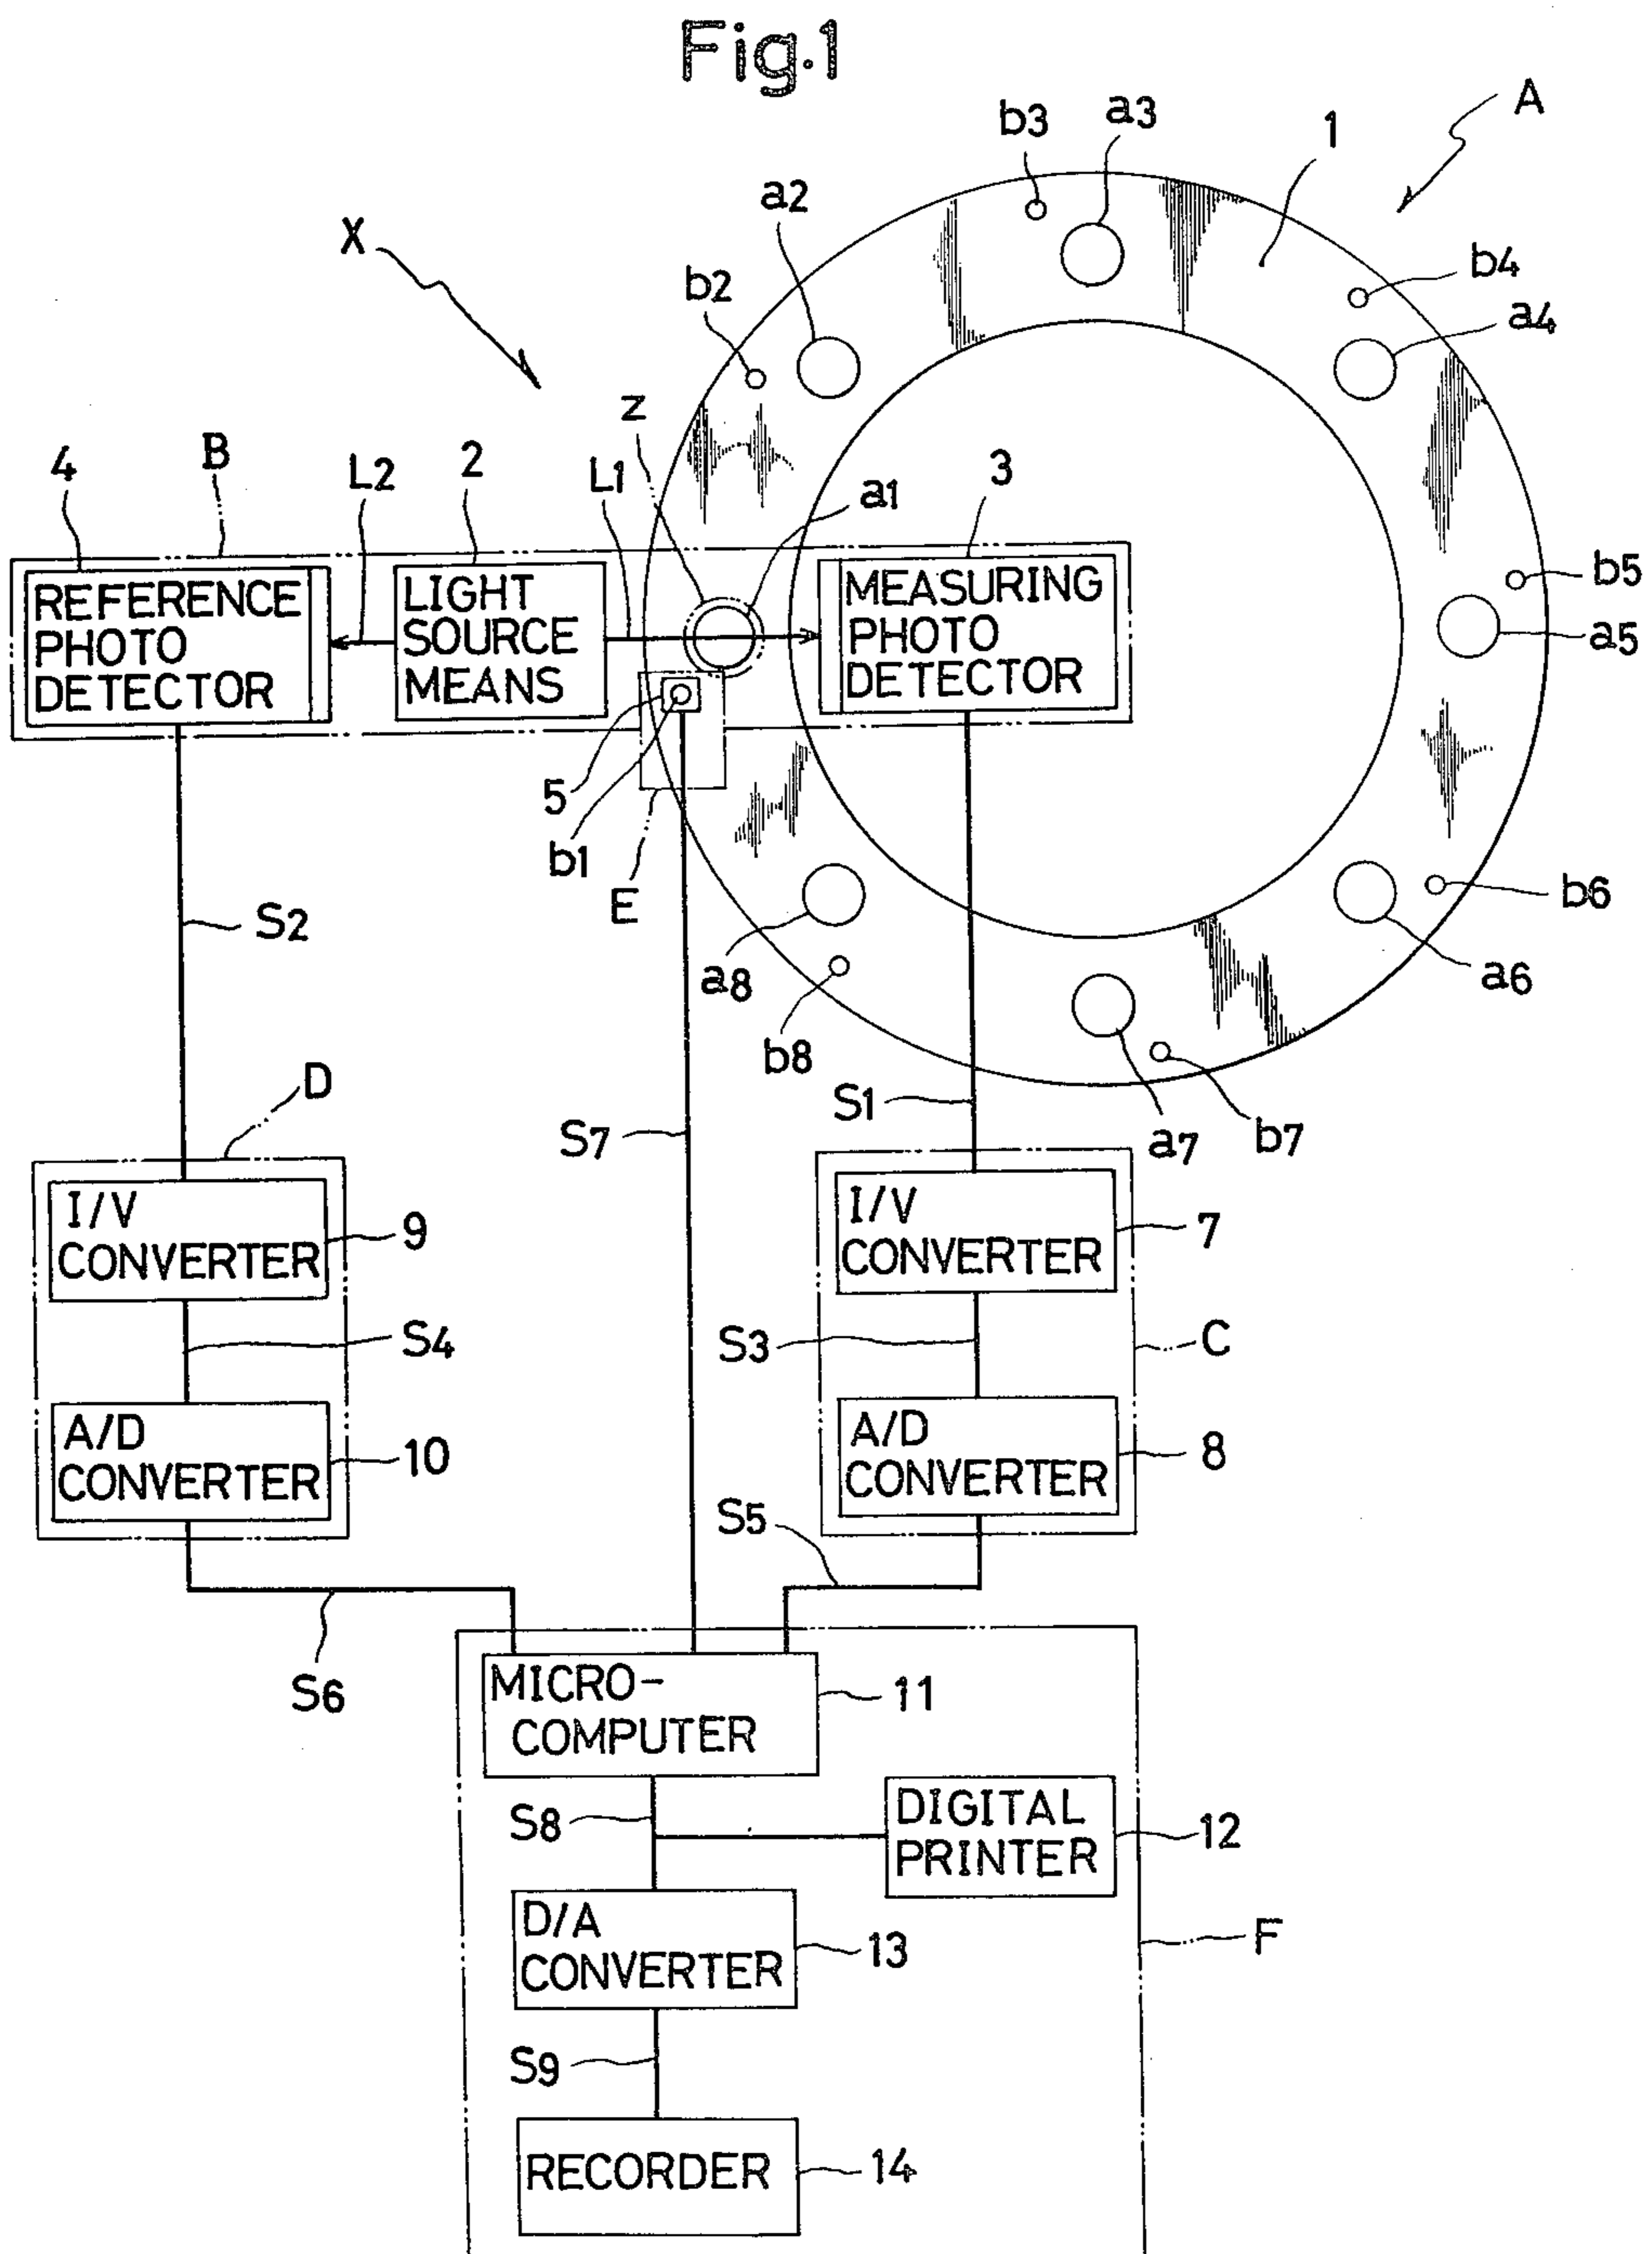 Fig.1
A
b3
a3
1
a2
X
b4
b2
a4
z
B
4
L2
2
L1
a1
3
b5
REFERENCE
PHOTO
DETECTOR
LIGHT
SOURCE
MEANS
MEASURING
PHOTO
DETECTOR
a5
5
b1
E
b6
S2
a8
a6
b8
D
S1
S7
a7
b7
I/V
CONVERTER
9
I/V
CONVERTER
7
S4
S3
C
A/D
CONVERTER
10
A/D
CONVERTER
8
S5
S6
MICRO-
COMPUTER
11
S8
DIGITAL
PRINTER
12
D/A
CONVERTER
13
F
S9
RECORDER
14